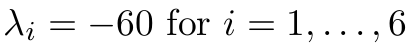 λ_i = −60 for i = 1, . . . , 6